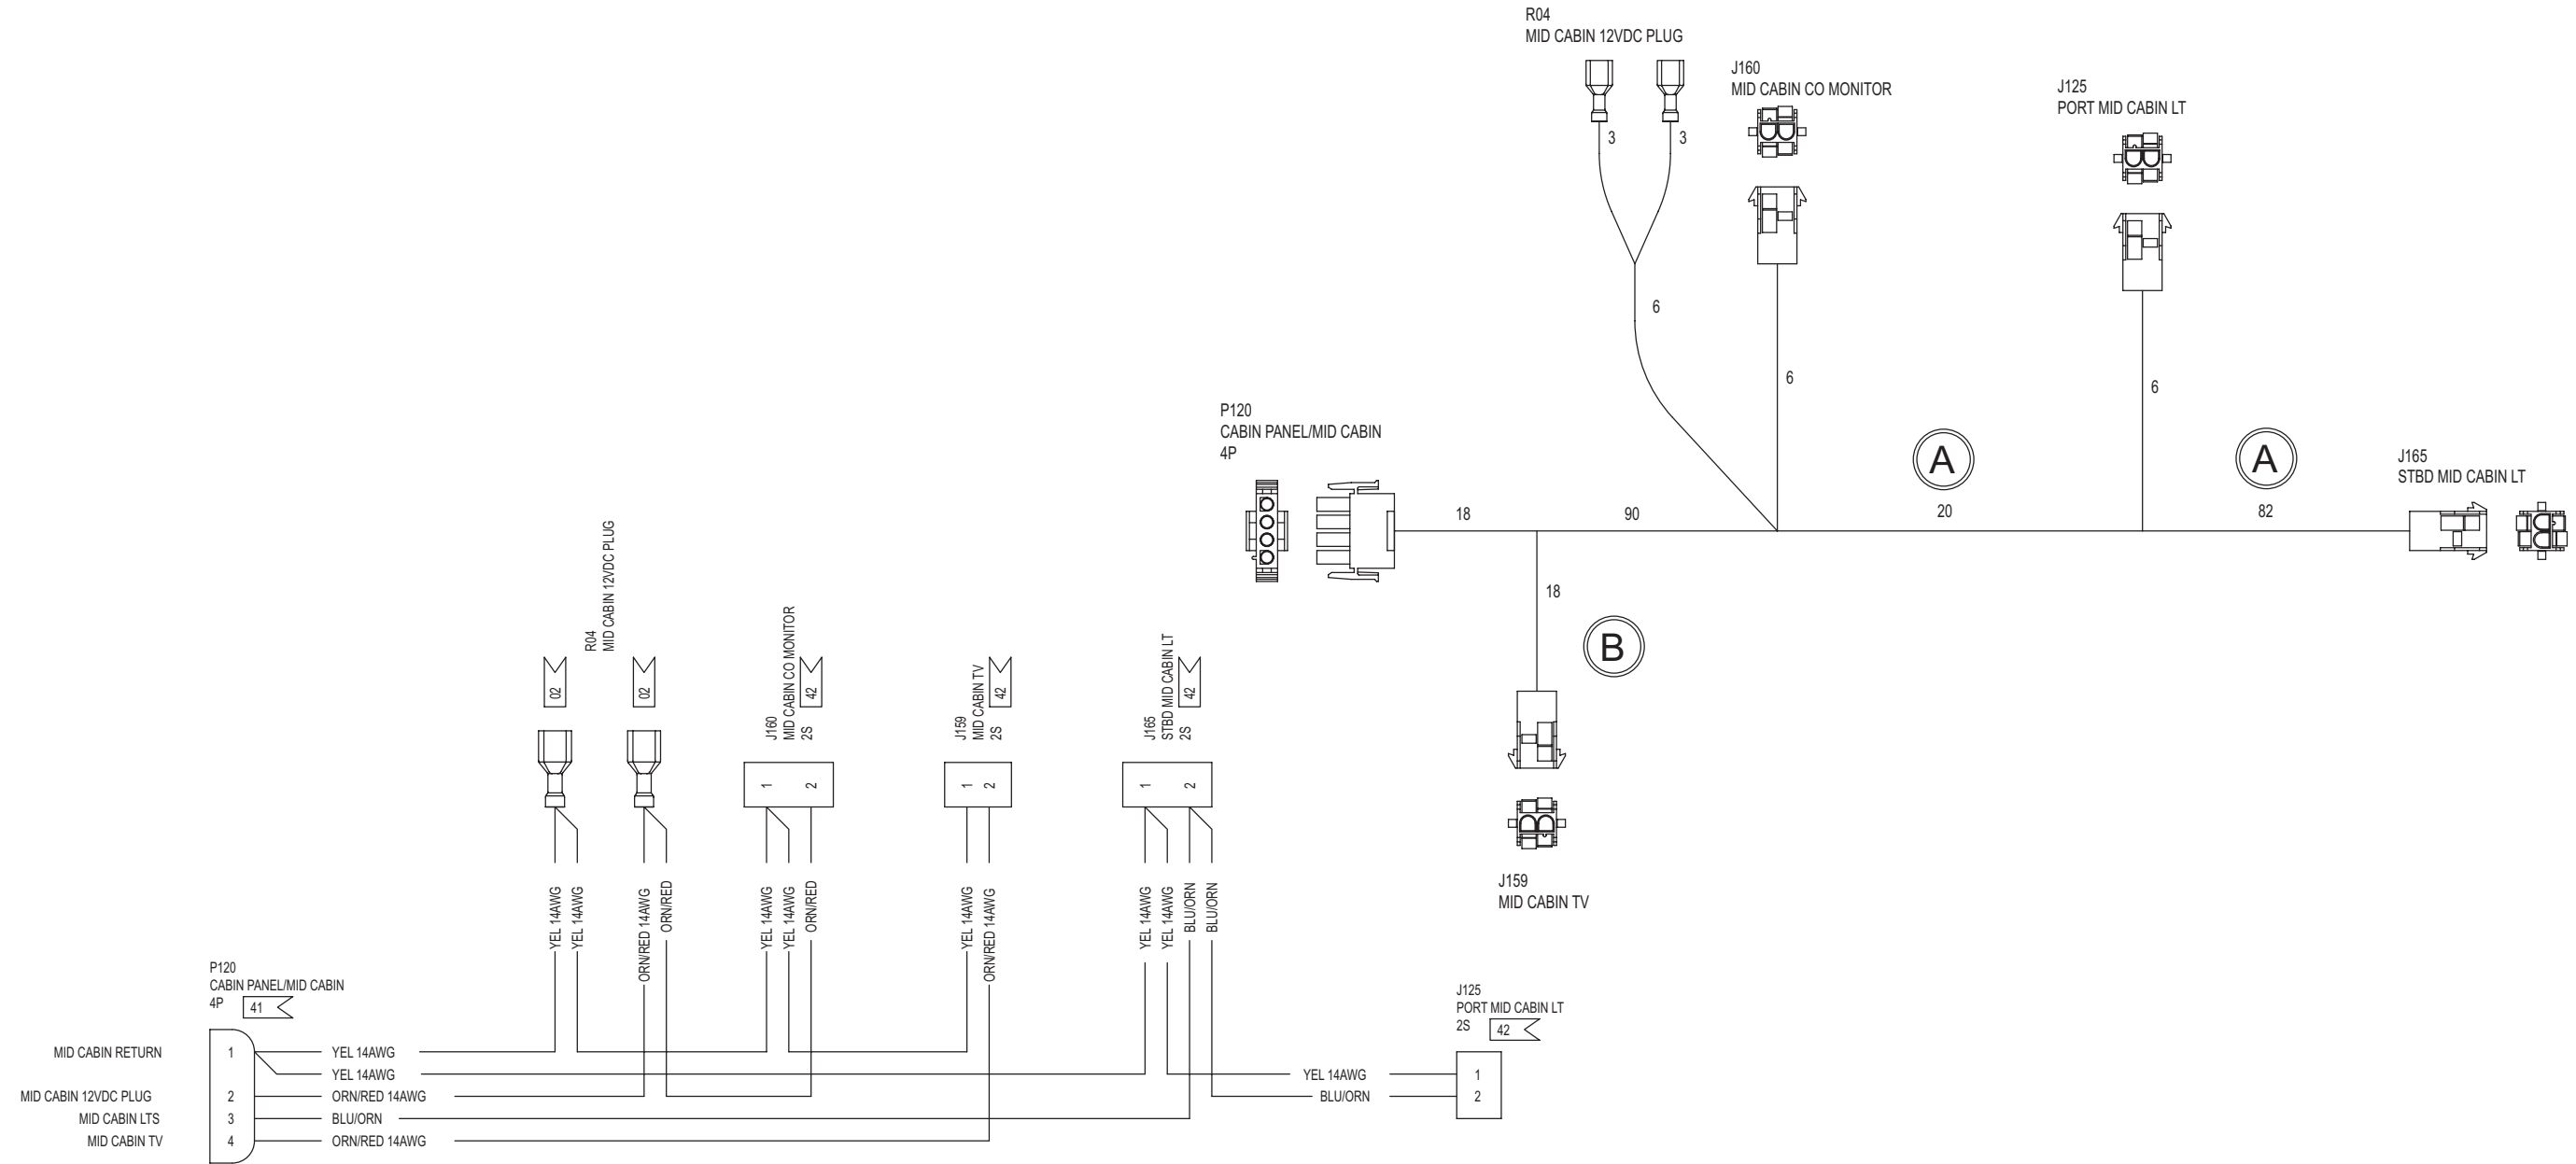 R04
MID CABIN 12VDC PLUG
J160
MID CABIN CO MONITOR
J125
PORT MID CABIN LT
3
3
6
6
6
P120
CABIN PANEL/MID CABIN
4P
A
A
J165
STBD MID CABIN LT
18
90
20
82
18
B
J159
MID CABIN TV
R04
MID CABIN 12VDC PLUG
02
02
J160
MID CABIN CO MONITOR
2S
42
J159
MID CABIN TV
2S
42
J165
STBD MID CABIN LT
2S
42
1
2
1
2
1
2
YEL 14AWG
YEL 14AWG
ORN/RED 14AWG
ORN/RED
YEL 14AWG
YEL 14AWG
ORN/RED
YEL 14AWG
ORN/RED 14AWG
YEL 14AWG
YEL 14AWG
BLU/ORN
BLU/ORN
P120
CABIN PANEL/MID CABIN
4P
41
J125
PORT MID CABIN LT
2S
42
MID CABIN RETURN
1
YEL 14AWG
YEL 14AWG
YEL 14AWG
1
MID CABIN 12VDC PLUG
2
ORN/RED 14AWG
BLU/ORN
2
MID CABIN LTS
3
BLU/ORN
MID CABIN TV
4
ORN/RED 14AWG